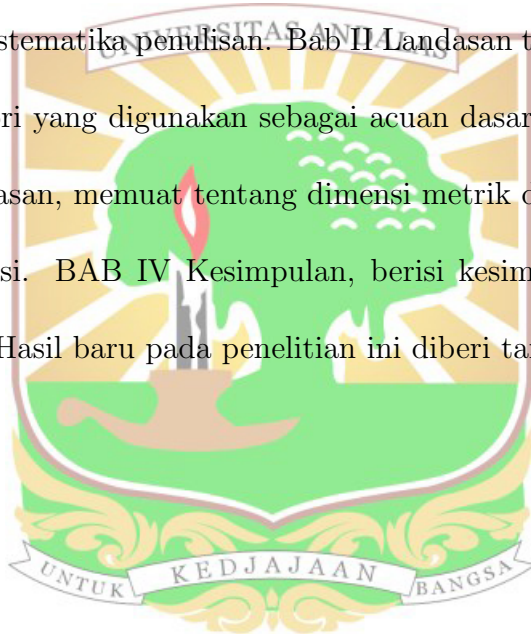 UNIVERSITAS ANDALAS
stematika penulisan. Bab II Landasan t
ri yang digunakan sebagai acuan dasar
asan, memuat tentang dimensi metrik
si. BAB IV Kesimpulan, berisi kesim
Hasil baru pada penelitian ini diberi ta
UNTUK KEDJAJAAN BANGSA